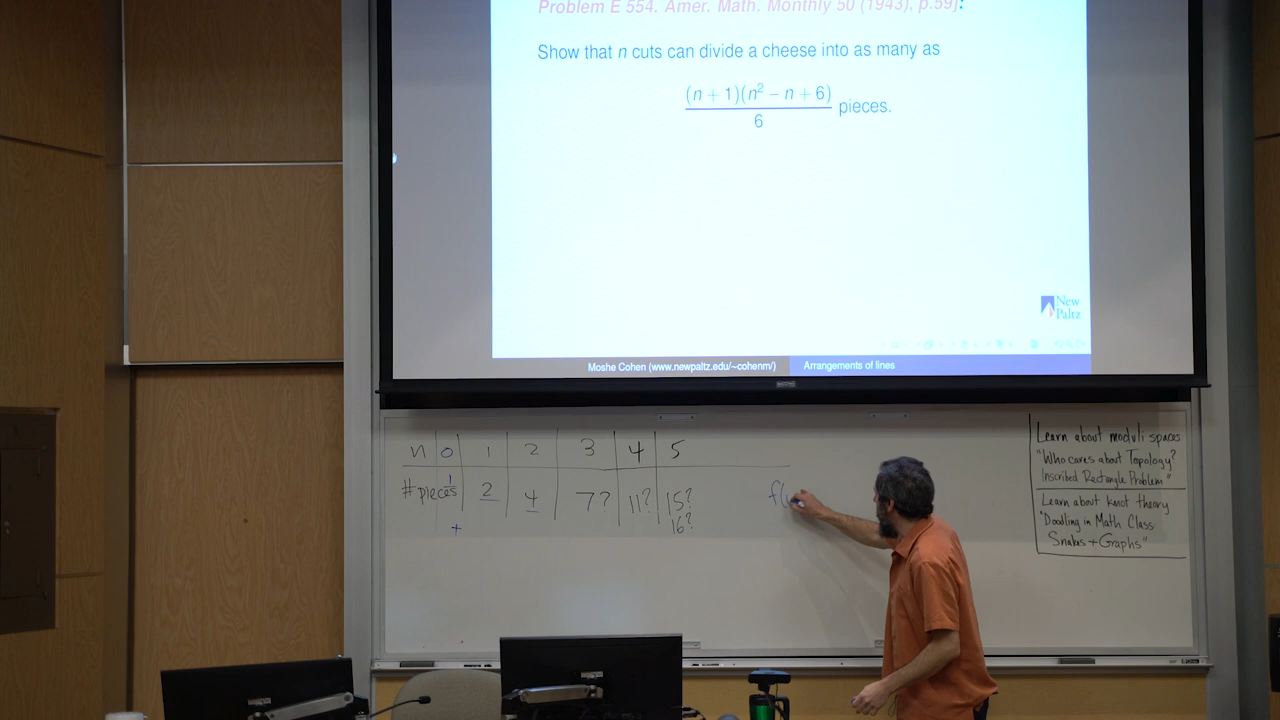 Problem E 554. Amer. Math. Monthly 50 (1943), p.59]:
Show that n cuts can divide a cheese into as many as
(n + 1)(n² − n + 6)
6
pieces.
New Paltz
Moshe Cohen (www.newpaltz.edu/~cohenm/)
Arrangements of lines
n 0 1 2 3 4 5
# pieces 1 2 4 7? 11? 15?
16?
+
f(
Learn about moduli spaces
"Who cares about Topology?
Inscribed Rectangle Problem"
Learn about knot theory
"Doodling in Math Class
Snakes + Graphs"